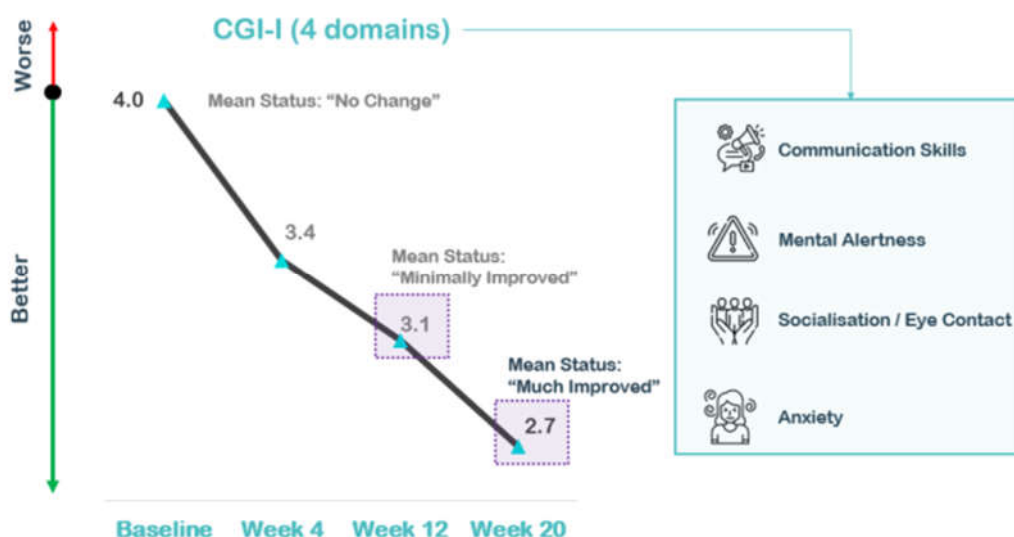 CGI-I (4 domains)
Worse
Better
4.0
Mean Status: “No Change”
3.4
Mean Status:
“Minimally Improved”
3.1
Mean Status:
“Much Improved”
2.7
Baseline Week 4 Week 12 Week 20
Communication Skills
Mental Alertness
Socialisation / Eye Contact
Anxiety